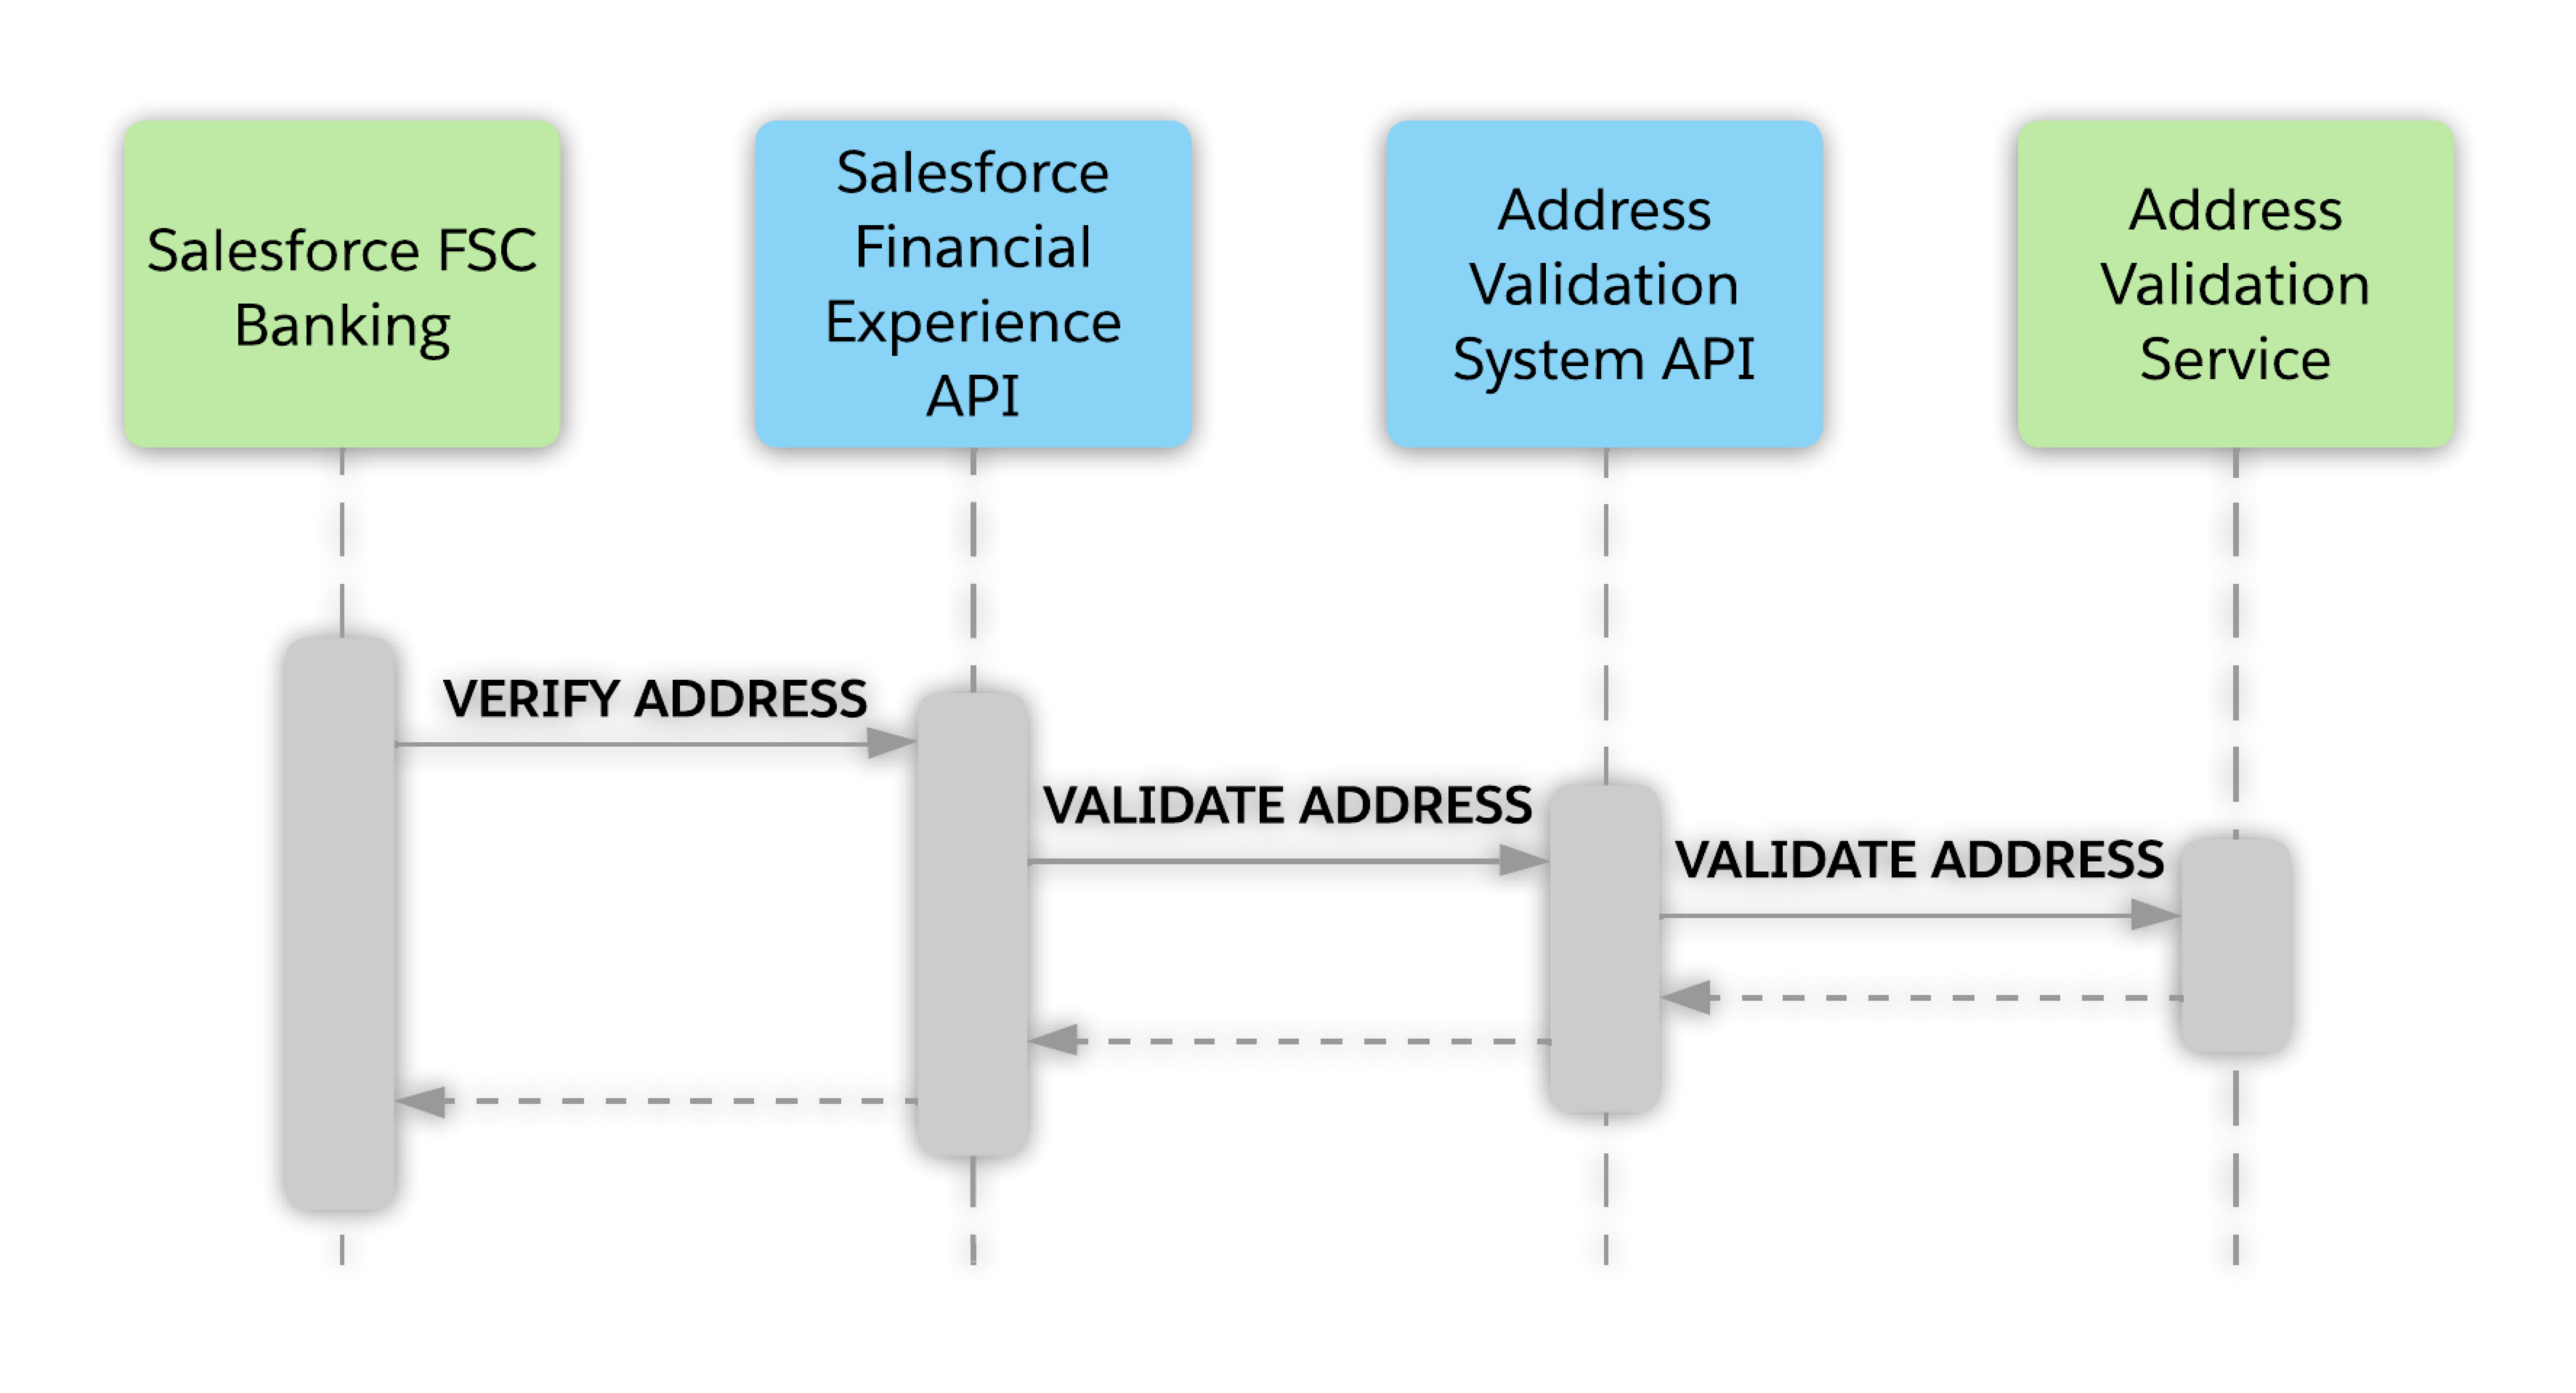 Salesforce FSC
Banking
Salesforce
Financial
Experience
API
Address
Validation
System API
Address
Validation
Service
VERIFY ADDRESS
VALIDATE ADDRESS
VALIDATE ADDRESS